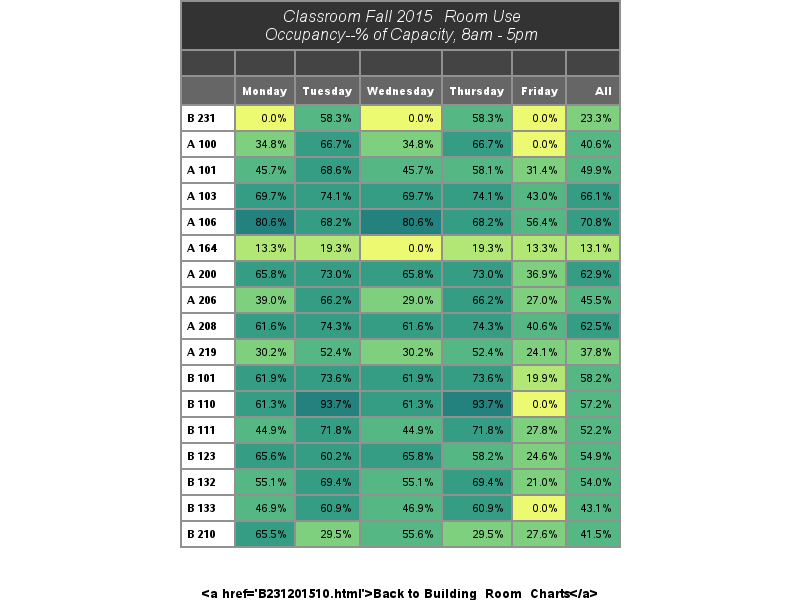 Classroom Fall 2015 Room Use
Occupancy--% of Capacity, 8am - 5pm
Monday Tuesday Wednesday Thursday Friday All
B 231 0.0% 58.3% 0.0% 58.3% 0.0% 23.3%
A 100 34.8% 66.7% 34.8% 66.7% 0.0% 40.6%
A 101 45.7% 68.6% 45.7% 58.1% 31.4% 49.9%
A 103 69.7% 74.1% 69.7% 74.1% 43.0% 66.1%
A 106 80.6% 68.2% 80.6% 68.2% 56.4% 70.8%
A 164 13.3% 19.3% 0.0% 19.3% 13.3% 13.1%
A 200 65.8% 73.0% 65.8% 73.0% 36.9% 62.9%
A 206 39.0% 66.2% 29.0% 66.2% 27.0% 45.5%
A 208 61.6% 74.3% 61.6% 74.3% 40.6% 62.5%
A 219 30.2% 52.4% 30.2% 52.4% 24.1% 37.8%
B 101 61.9% 73.6% 61.9% 73.6% 19.9% 58.2%
B 110 61.3% 93.7% 61.3% 93.7% 0.0% 57.2%
B 111 44.9% 71.8% 44.9% 71.8% 27.8% 52.2%
B 123 65.6% 60.2% 65.8% 58.2% 24.6% 54.9%
B 132 55.1% 69.4% 55.1% 69.4% 21.0% 54.0%
B 133 46.9% 60.9% 46.9% 60.9% 0.0% 43.1%
B 210 65.5% 29.5% 55.6% 29.5% 27.6% 41.5%
<a href='B231201510.html'>Back to Building Room Charts</a>